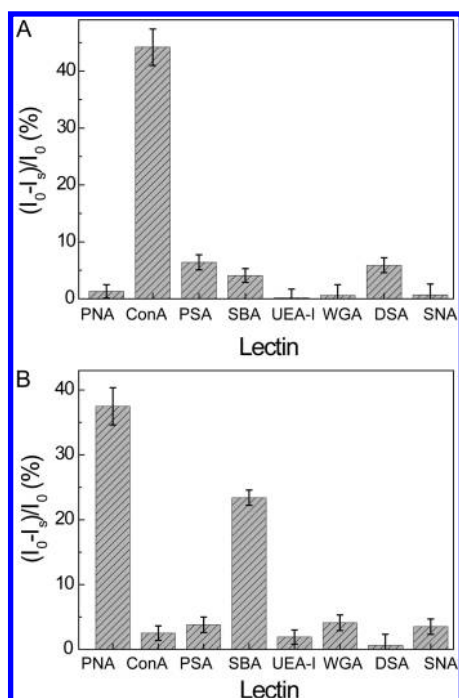 A
(I₀-Iₛ)/I₀ (%)
40
30
20
10
0
PNA ConA PSA SBA UEA-I WGA DSA SNA
Lectin
B
(I₀-Iₛ)/I₀ (%)
40
30
20
10
0
PNA ConA PSA SBA UEA-I WGA DSA SNA
Lectin